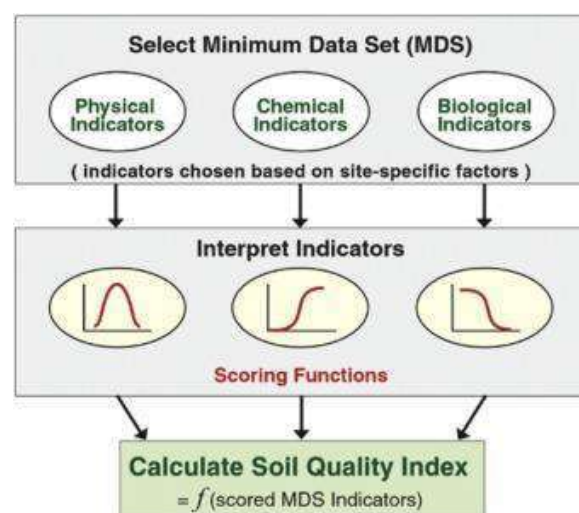 Select Minimum Data Set (MDS)
Physical
Indicators
Chemical
Indicators
Biological
Indicators
( indicators chosen based on site-specific factors )
Interpret Indicators
Scoring Functions
Calculate Soil Quality Index
= f (scored MDS Indicators)